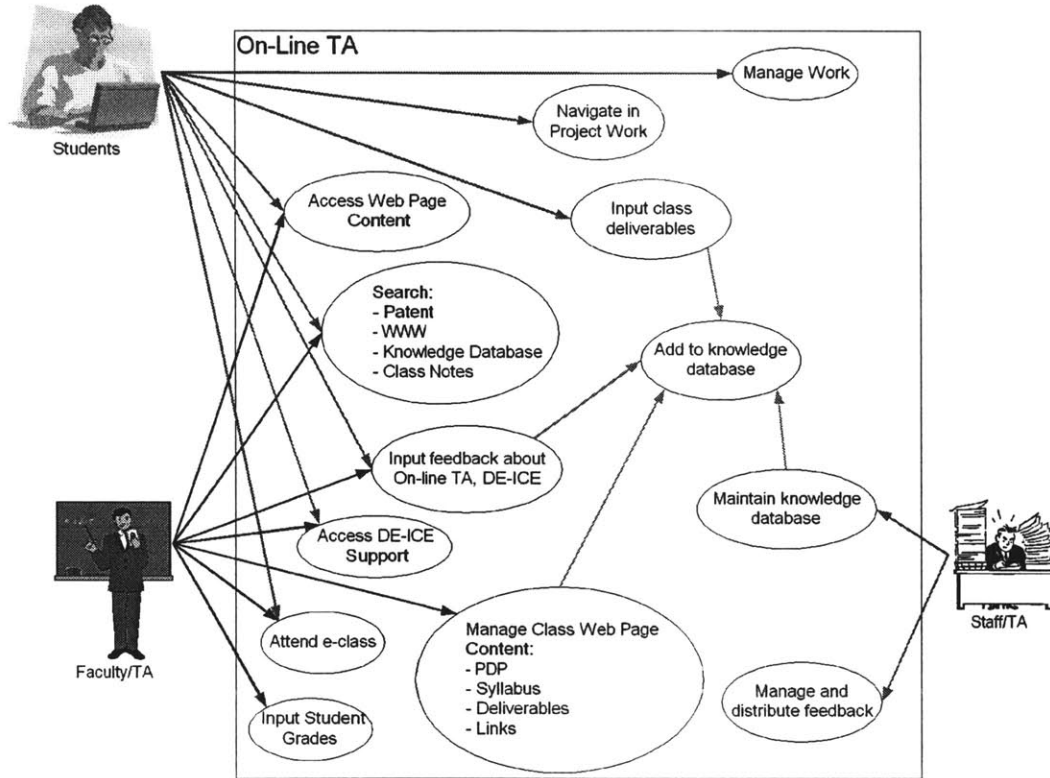 On-Line TA
Manage Work
Navigate in
Project Work
Students
Access Web Page
Content
Input class
deliverables
Search:
- Patent
- WWW
- Knowledge Database
- Class Notes
Add to knowledge
database
Input feedback about
On-line TA, DE-ICE
Maintain knowledge
database
Access DE-ICE
Support
Staff/TA
Attend e-class
Manage Class Web Page
Content:
- PDP
- Syllabus
- Deliverables
- Links
Faculty/TA
Manage and
distribute feedback
Input Student
Grades